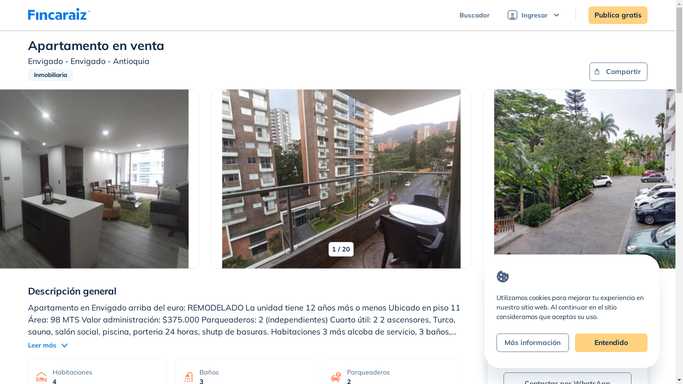 Fincaraiz
Buscador
Ingresar
Publica gratis
Apartamento en venta
Envigado - Envigado - Antioquia
Inmobiliaria
Compartir
1 / 20
Descripción general
Apartamento en Envigado arriba del euro: REMODELADO La unidad tiene 12 años más o menos Ubicado en piso 11
Área: 98 MTS Valor administración: $375.000 Parqueaderos: 2 (independientes) Cuarto útil: 2 2 ascensores, Turco,
sauna, salón social, piscina, porteria 24 horas, shutp de basuras. Habitaciones 3 más alcoba de servicio, 3 baños,...
Leer más
Habitaciones
4
Baños
3
Parqueaderos
2
Utilizamos cookies para mejorar tu experiencia en
nuestro sitio web. Al continuar en el sitio
consideramos que aceptas su uso.
Más información
Entendido
Contactar por WhatsApp